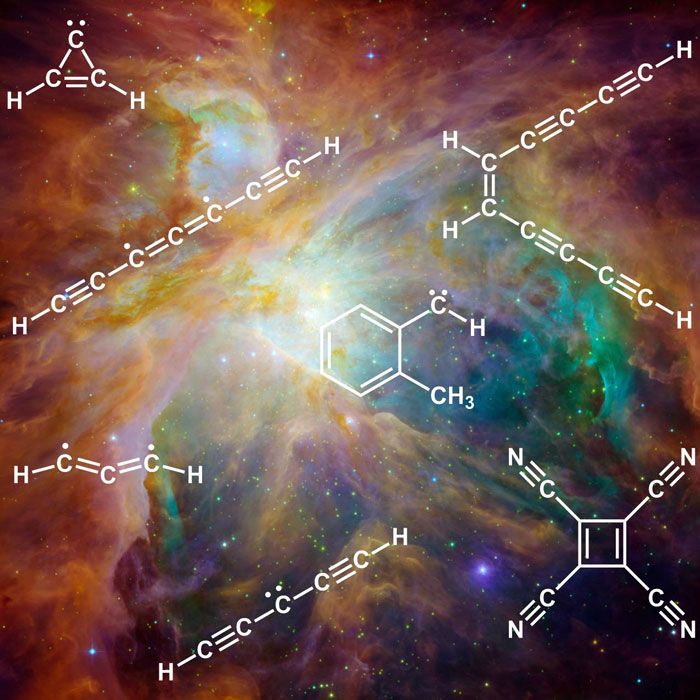 C
C C
H H
H C C C C C C C H
H C C C C C H
H C C C C C H
C H
CH₃
H C C C H
H C C C C C H
N C C N
N C C N